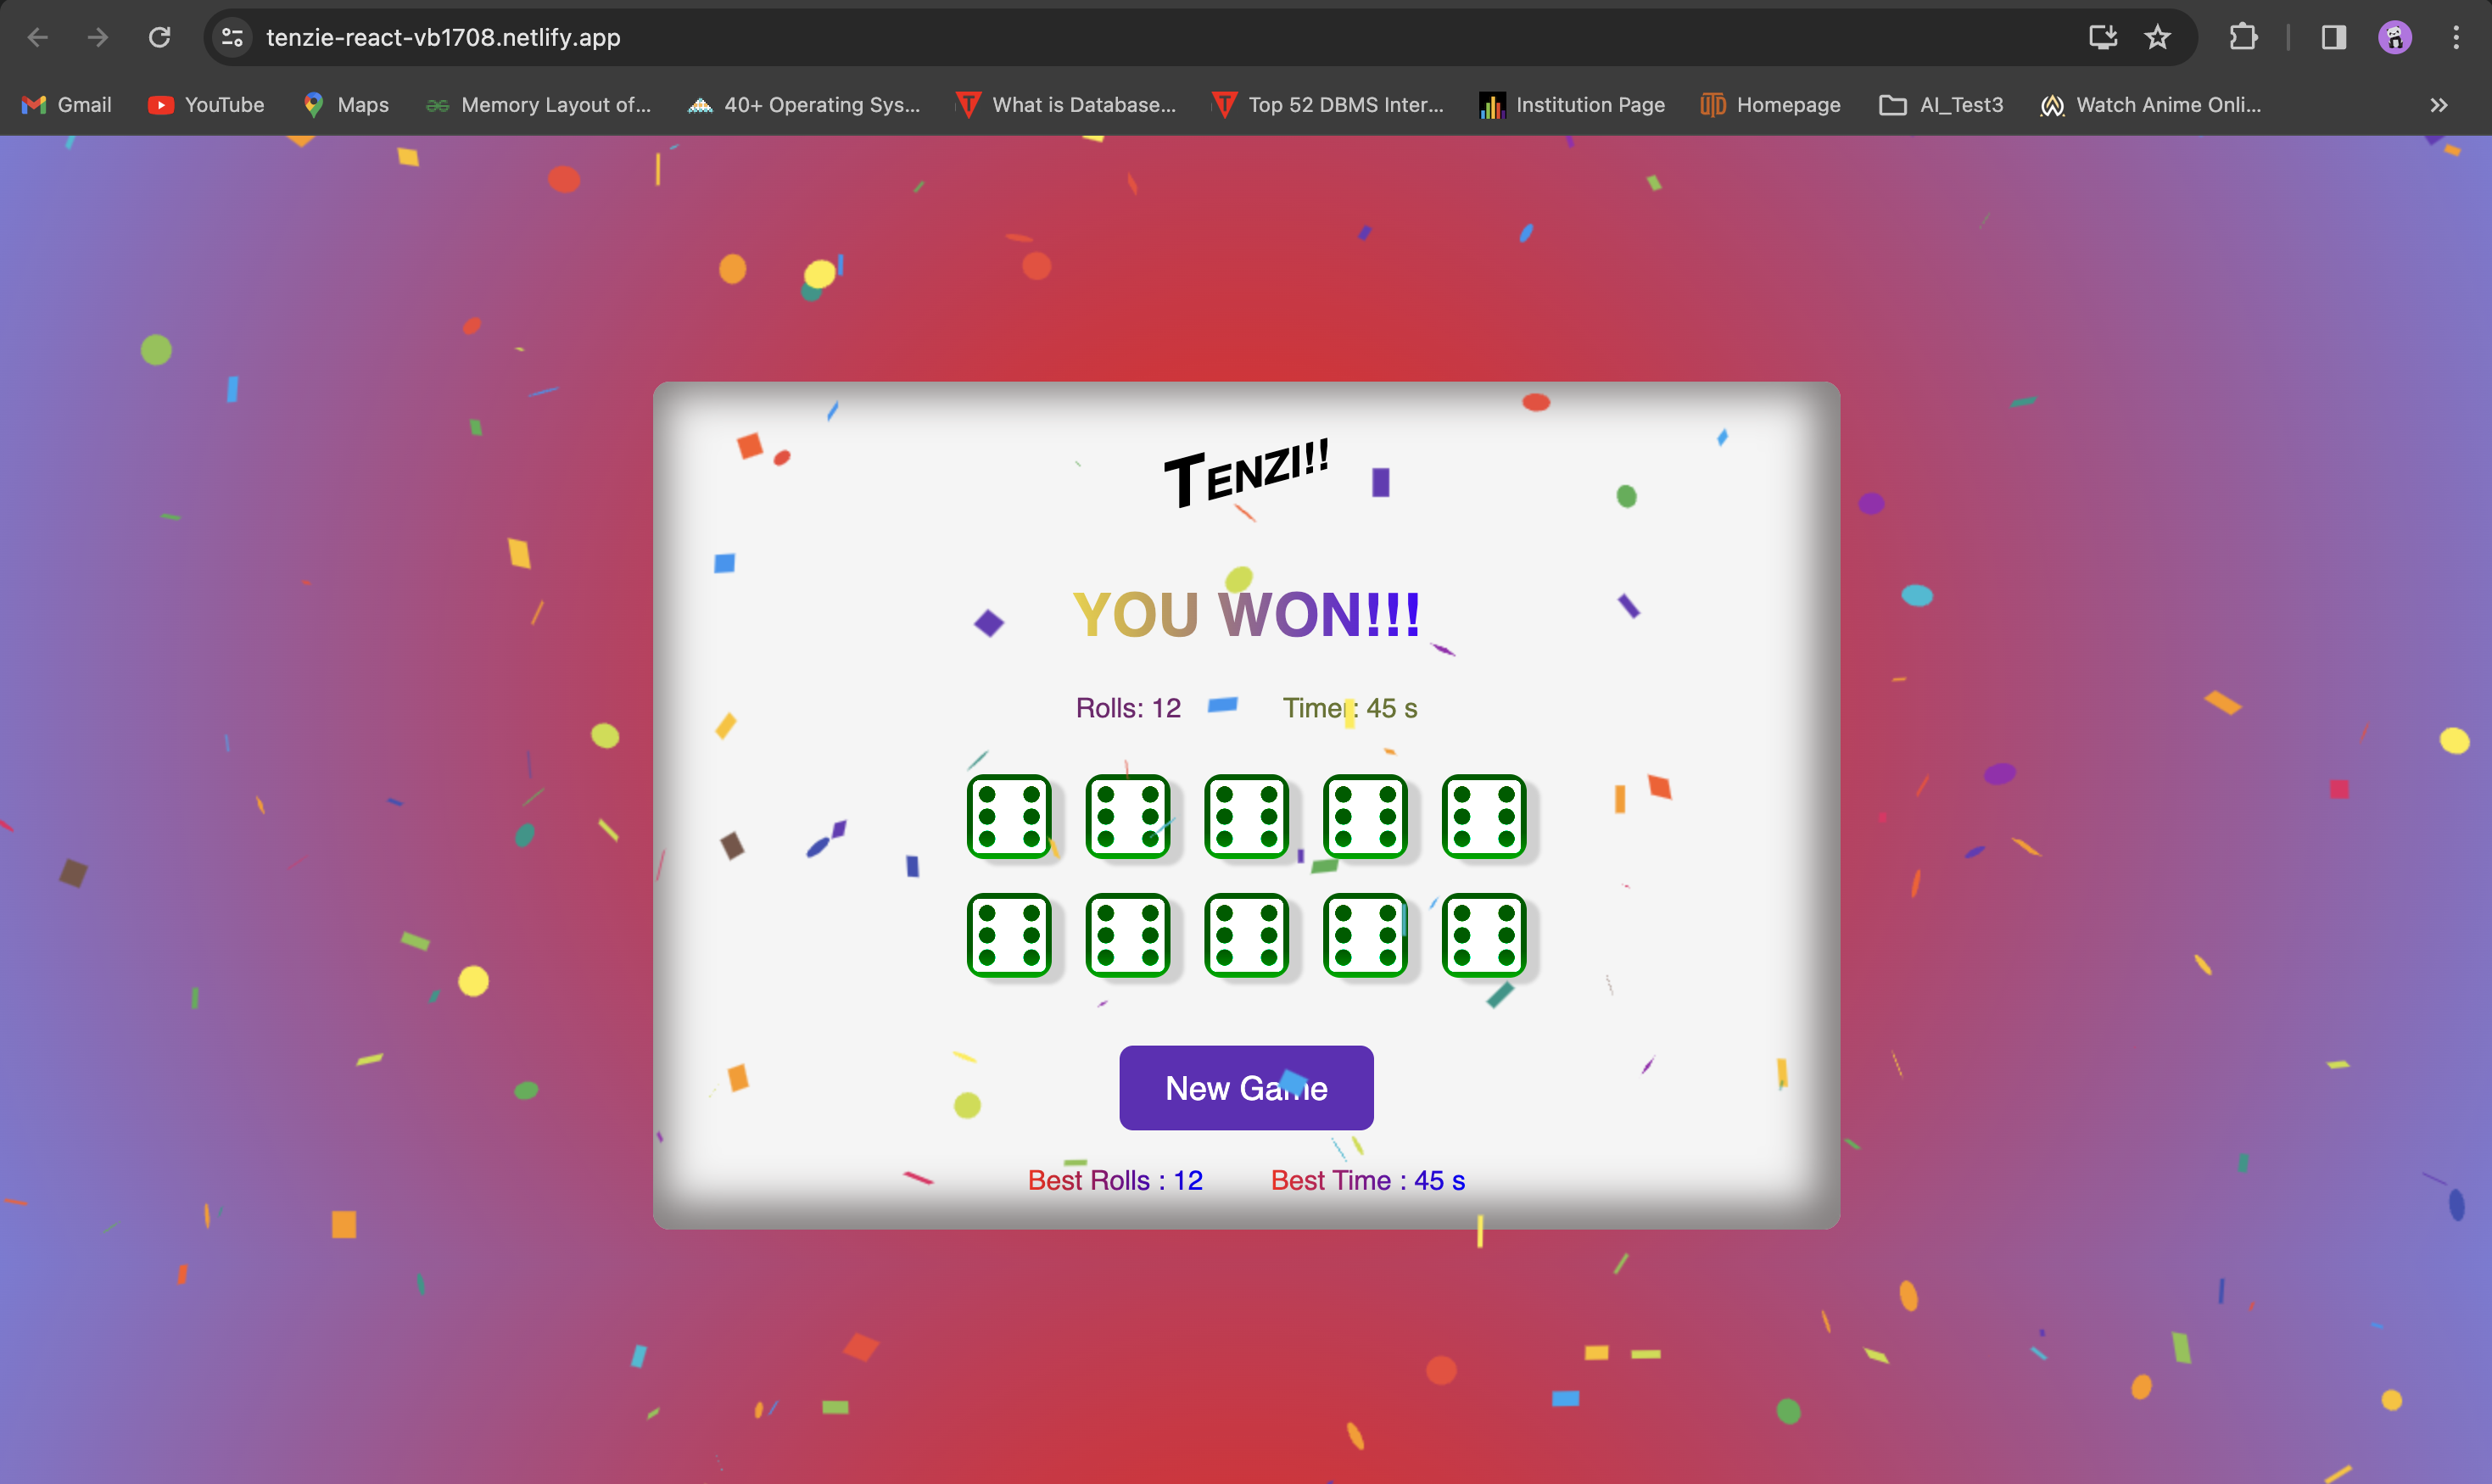 tenzie-react-vb1708.netlify.app
Gmail YouTube Maps Memory Layout of... 40+ Operating Sys... What is Database... Top 52 DBMS Inter... Institution Page Homepage AI_Test3 Watch Anime Onli...
TENZI!!
YOU WON!!!
Rolls: 12 Timer: 45 s
New Game
Best Rolls : 12 Best Time : 45 s